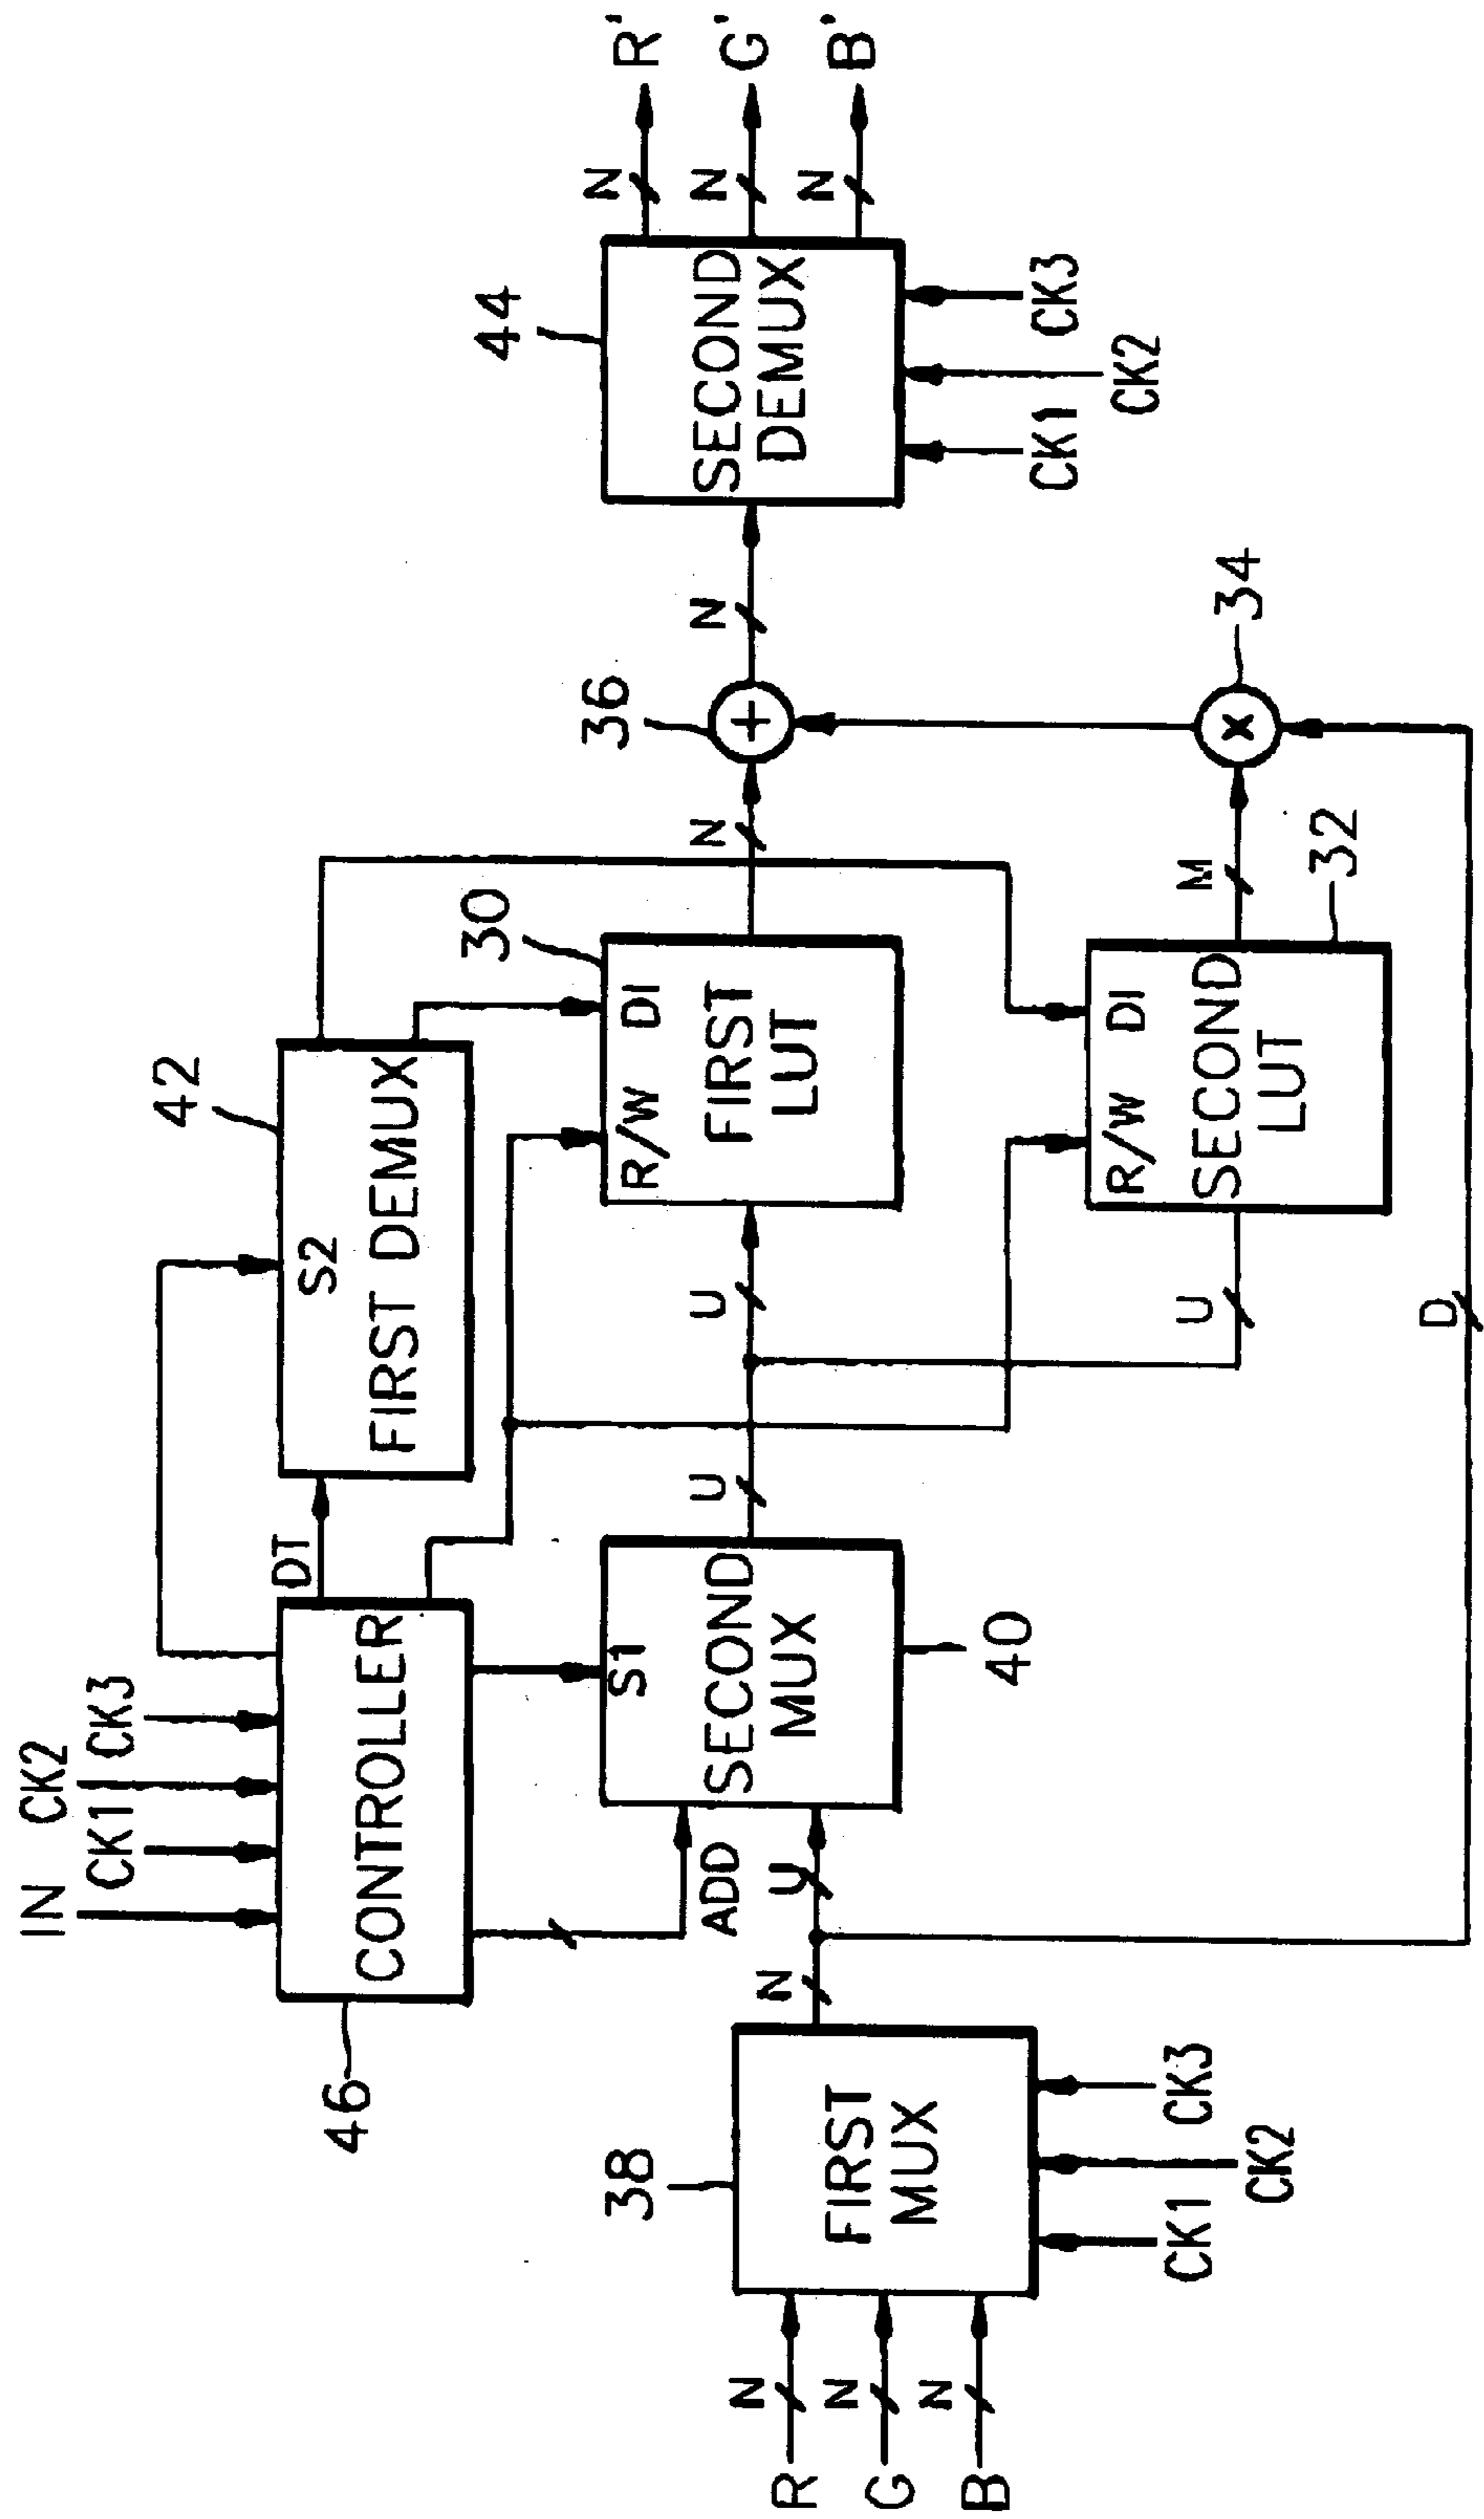 IN
CK1
CK2
CK3
46
CONTROLLER
DT
42
S2
FIRST DEMUX
ADD
S1
SECOND
MUX
40
38
FIRST
MUX
R
G
B
N
N
N
CK1
CK2
CK3
N
U
U
U
U
D
30
R/W DI
FIRST
LUT
R/W DI
SECOND
LUT
32
N
M
36
+
×
34
N
44
SECOND
DEMUX
CK1
CK2
CK3
N
N
N
R'
G'
B'